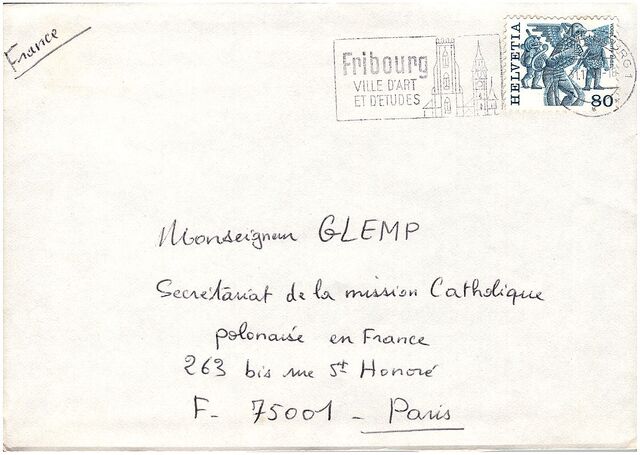 France
Fribourg
VILLE D'ART
ET D'ETUDES
HELVETIA
80
Monseigneur GLEMP
Secrétariat de la mission Catholique
polonaise en France
263 bis rue St Honoré
F- 75001 - Paris